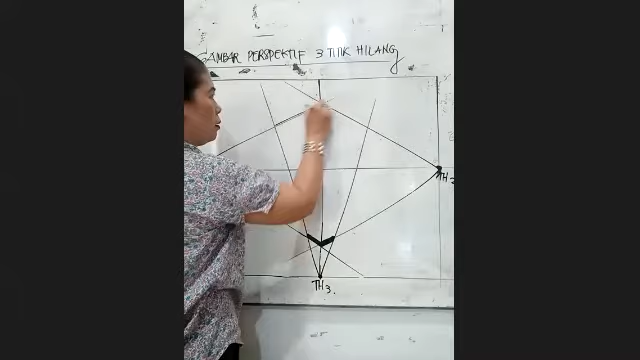 GAMBAR PERSPEKTIF 3 TITIK HILANG
TH2
TH3.